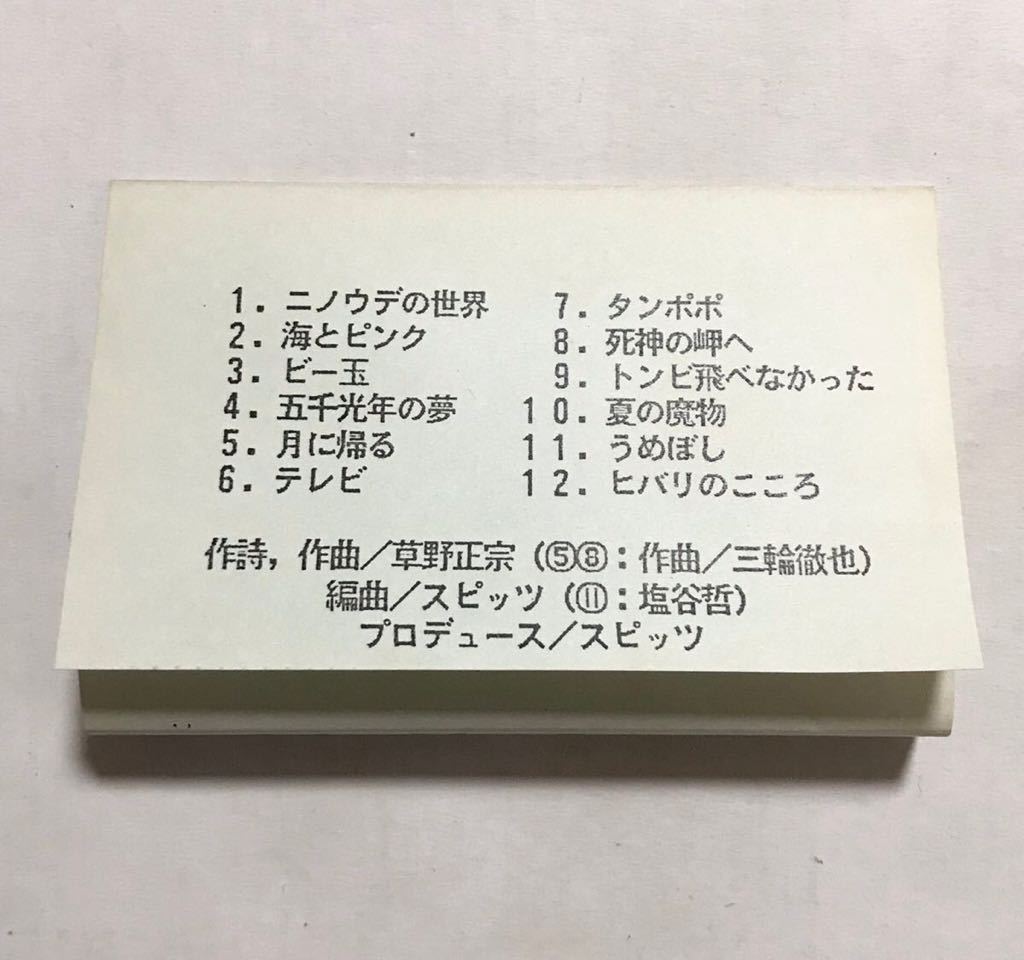 1. ニノウデの世界
2. 海とピンク
3. ビー玉
4. 五千光年の夢
5. 月に帰る
6. テレビ
7. タンポポ
8. 死神の岬へ
9. トンビ飛べなかった
10. 夏の魔物
11. うめぼし
12. ヒバリのこころ
作詩，作曲／草野正宗（⑤⑧：作曲／三輪徹也）
編曲／スピッツ（⑪：塩谷哲）
プロデュース／スピッツ